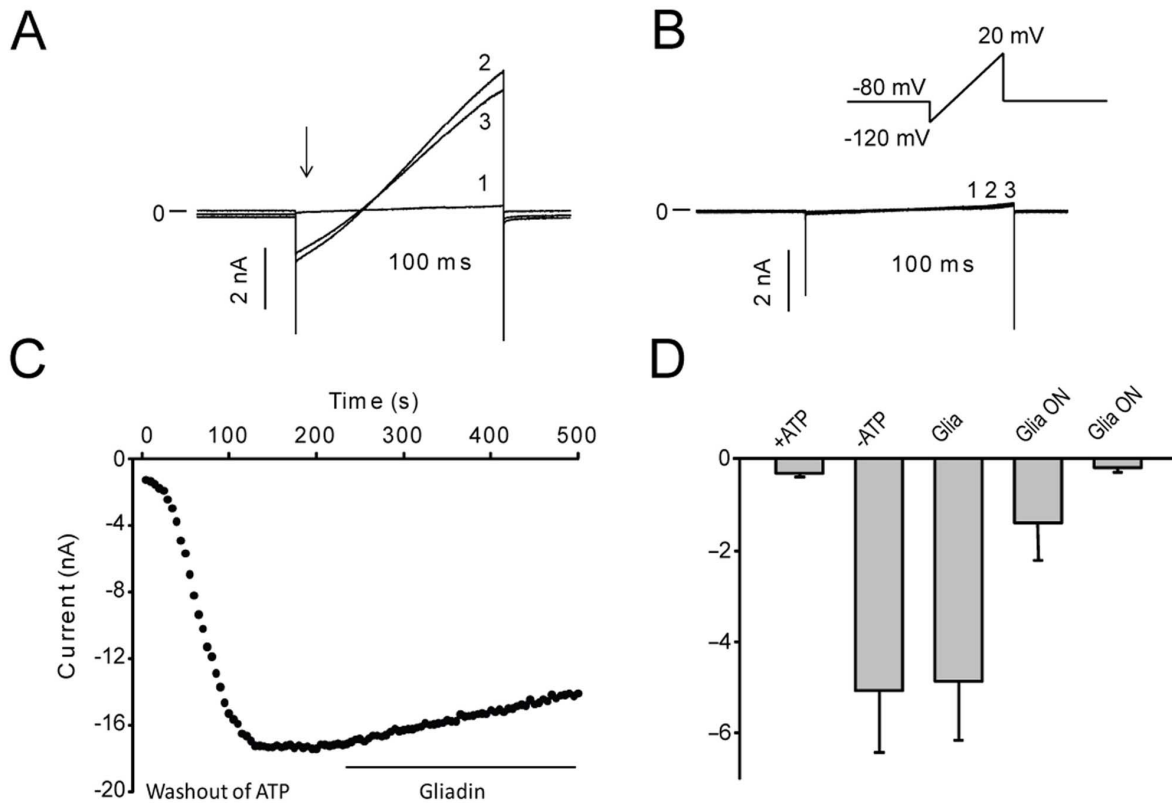 A
2
3
1
0
2 nA
100 ms
B
20 mV
-80 mV
-120 mV
1 2 3
0
2 nA
100 ms
C
Time (s)
0 100 200 300 400 500
0
-4
-8
-12
-16
-20
Current (nA)
Washout of ATP
Gliadin
D
+ATP
-ATP
Glia
Glia ON
Glia ON
0
−2
−4
−6